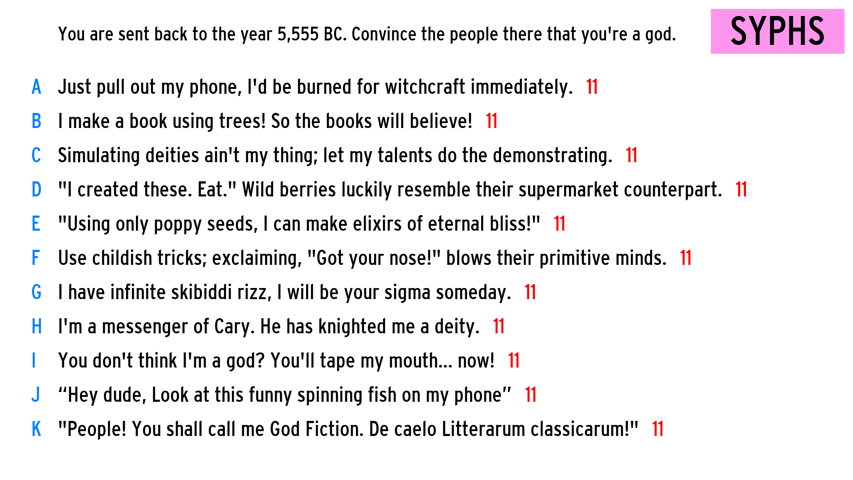 You are sent back to the year 5,555 BC. Convince the people there that you're a god.
SYPHS
A Just pull out my phone, I'd be burned for witchcraft immediately. 11
B I make a book using trees! So the books will believe! 11
C Simulating deities ain't my thing; let my talents do the demonstrating. 11
D "I created these. Eat." Wild berries luckily resemble their supermarket counterpart. 11
E "Using only poppy seeds, I can make elixirs of eternal bliss!" 11
F Use childish tricks; exclaiming, "Got your nose!" blows their primitive minds. 11
G I have infinite skibiddi rizz, I will be your sigma someday. 11
H I'm a messenger of Cary. He has knighted me a deity. 11
I You don't think I'm a god? You'll tape my mouth... now! 11
J “Hey dude, Look at this funny spinning fish on my phone” 11
K "People! You shall call me God Fiction. De caelo Litterarum classicarum!" 11